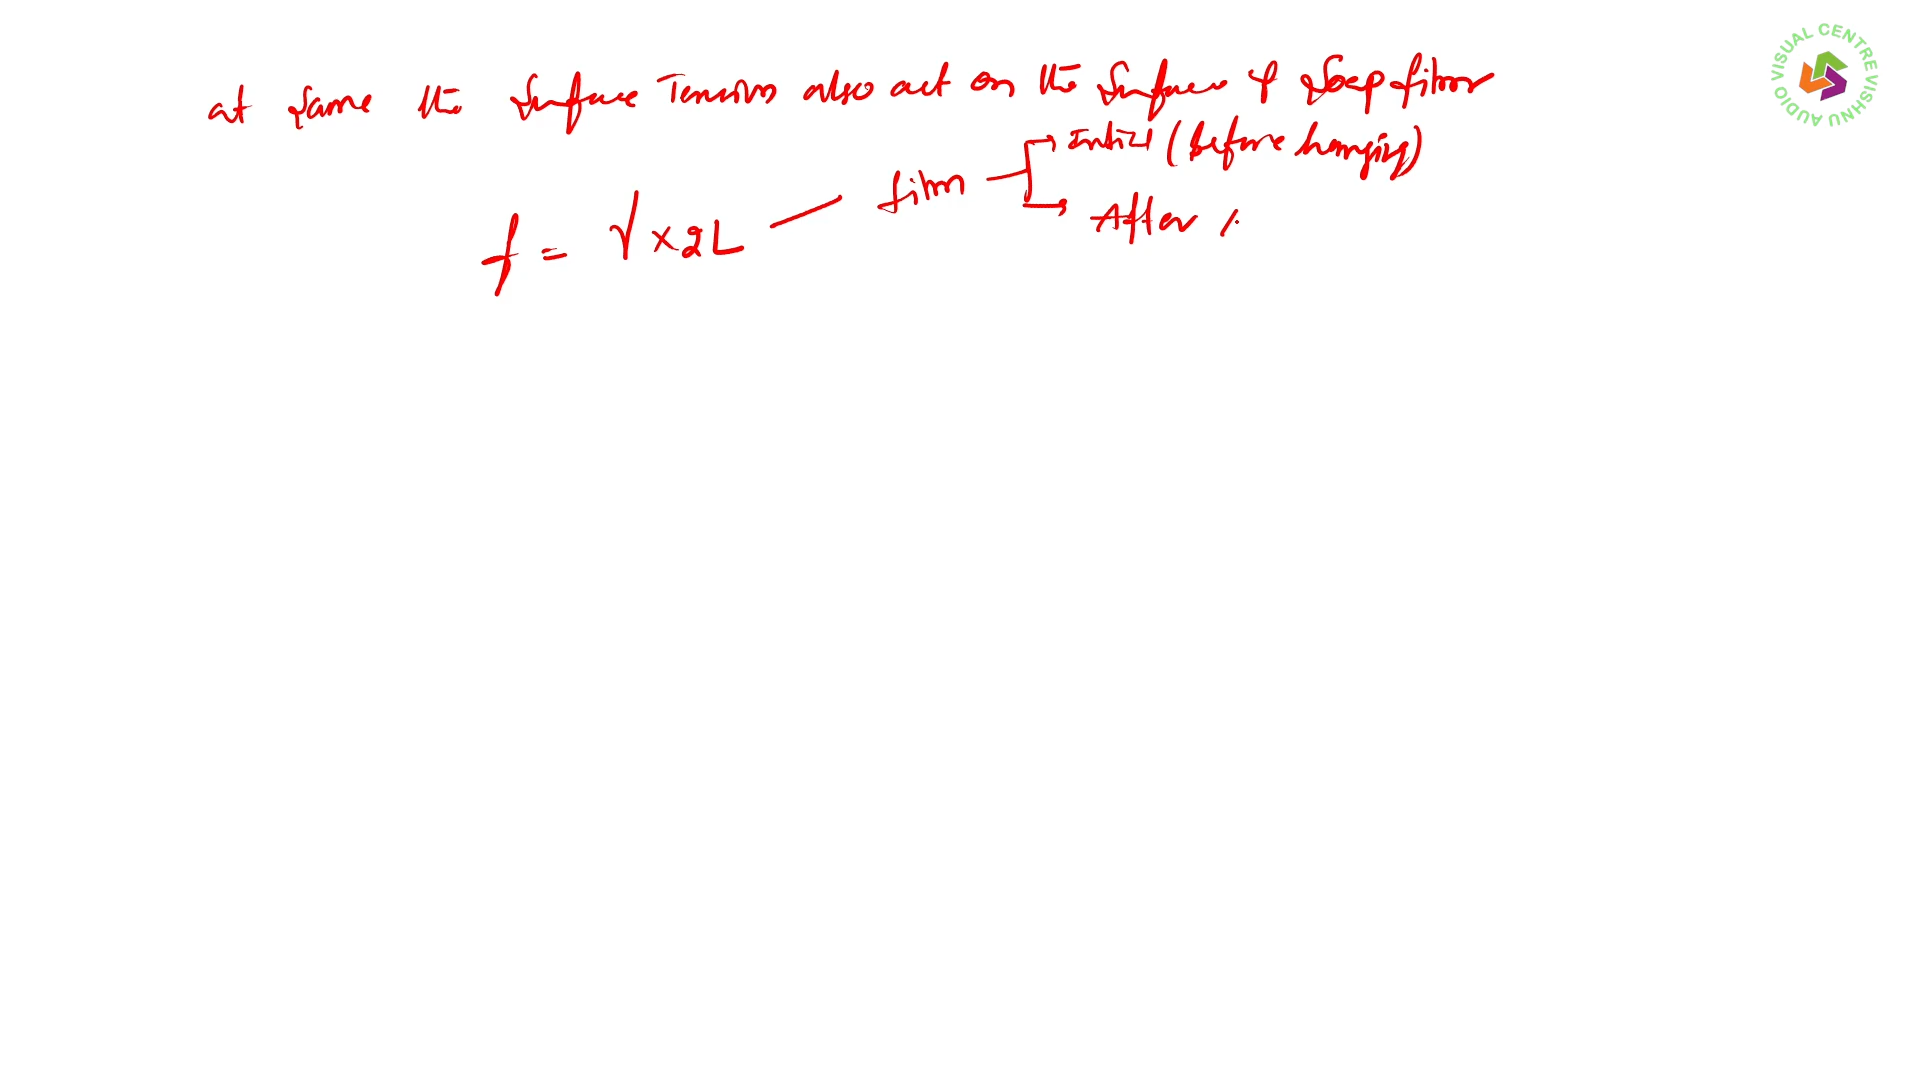 at same the Surface Tension also act on the Surface of Soap film
f = γ x 2L — film → Initial (before hanging)
→ After
VISUAL CENTRE VISHNU AUDIO